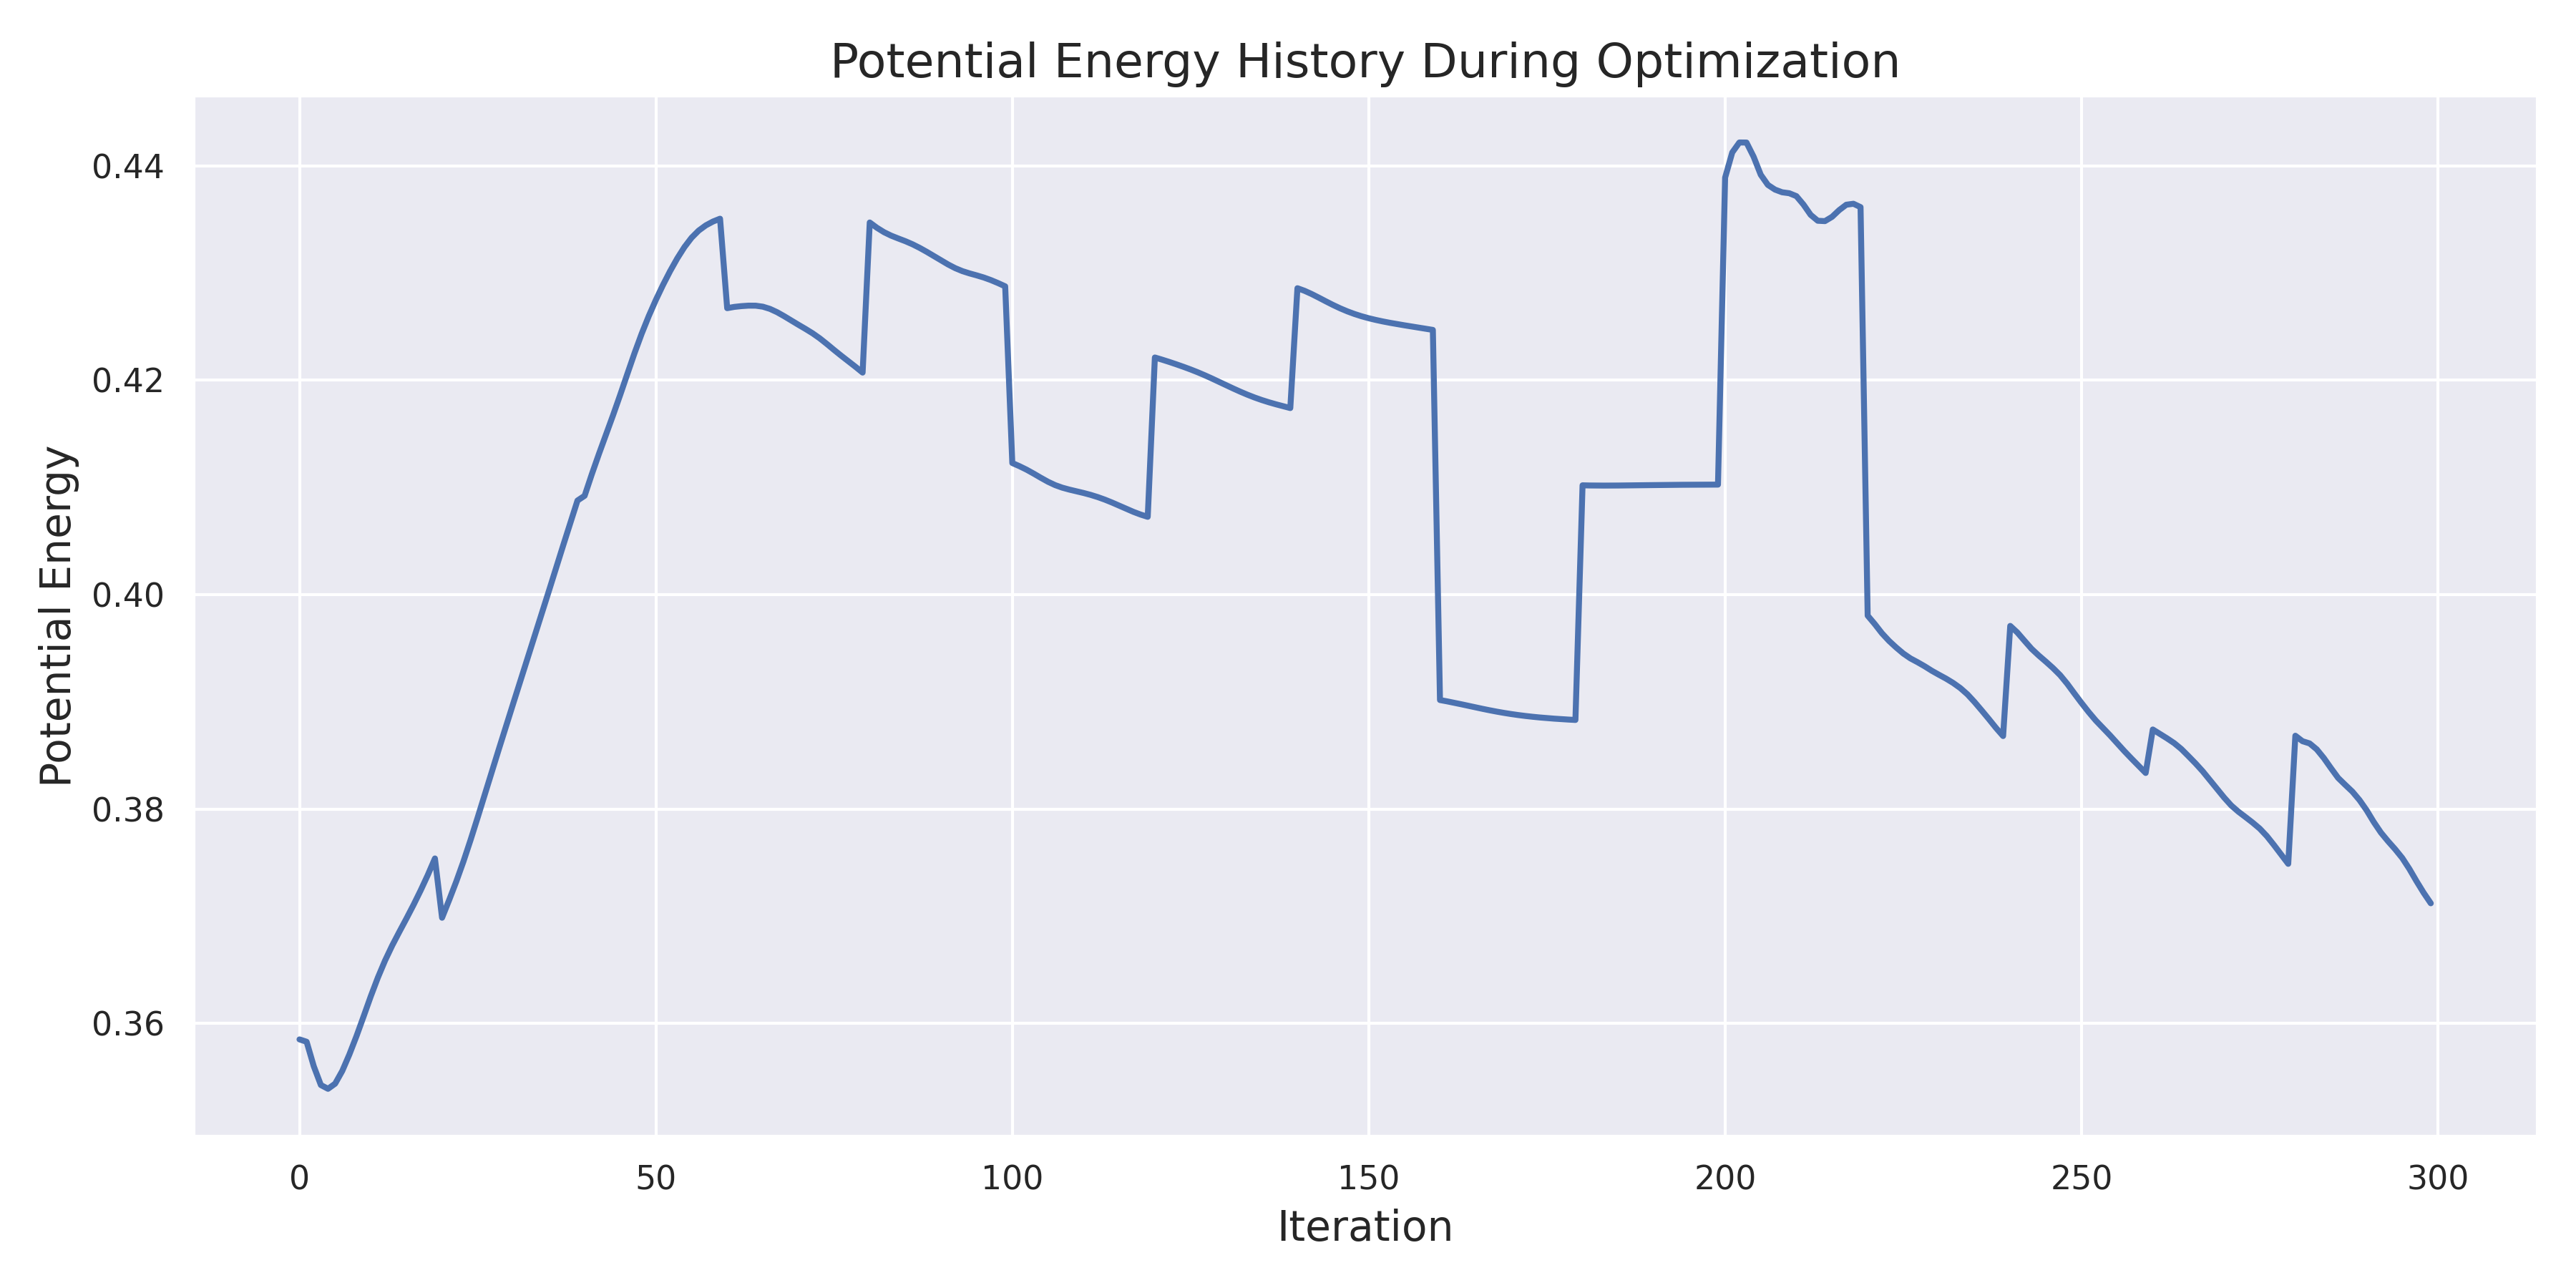 Potential Energy History During Optimization
0.44
0.42
0.40
0.38
0.36
Potential Energy
0 50 100 150 200 250 300
Iteration